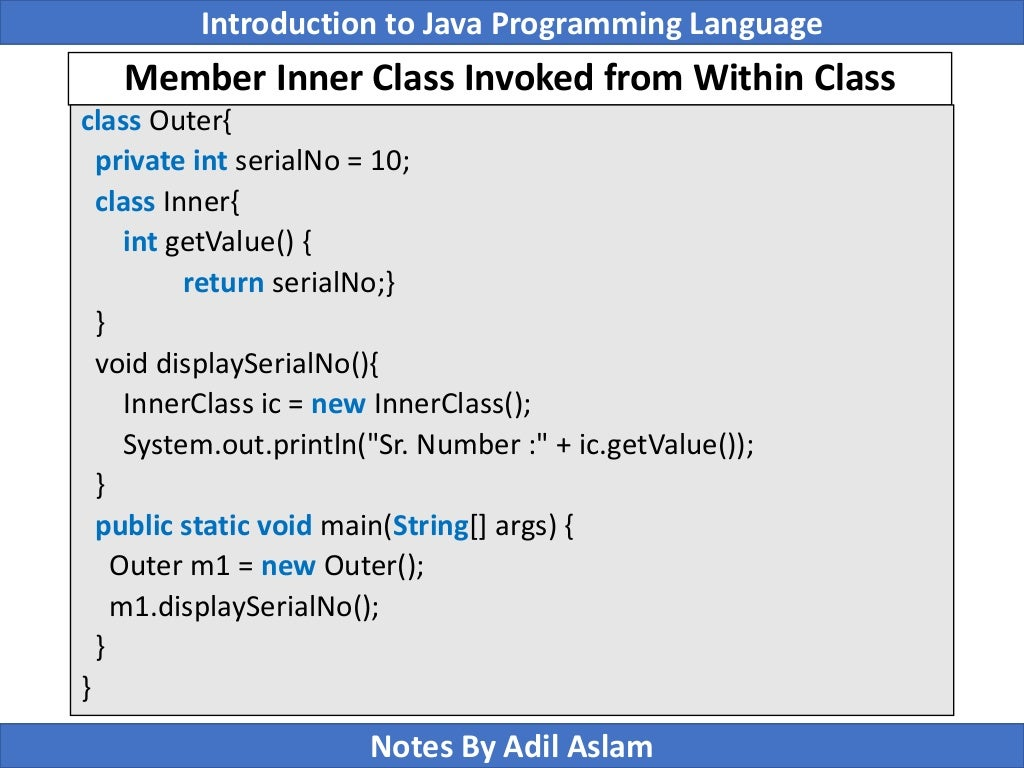 Introduction to Java Programming Language
Member Inner Class Invoked from Within Class
class Outer{
private int serialNo = 10;
class Inner{
int getValue() {
return serialNo;}
}
void displaySerialNo(){
InnerClass ic = new InnerClass();
System.out.println("Sr. Number :" + ic.getValue());
}
public static void main(String[] args) {
Outer m1 = new Outer();
m1.displaySerialNo();
}
}
Notes By Adil Aslam